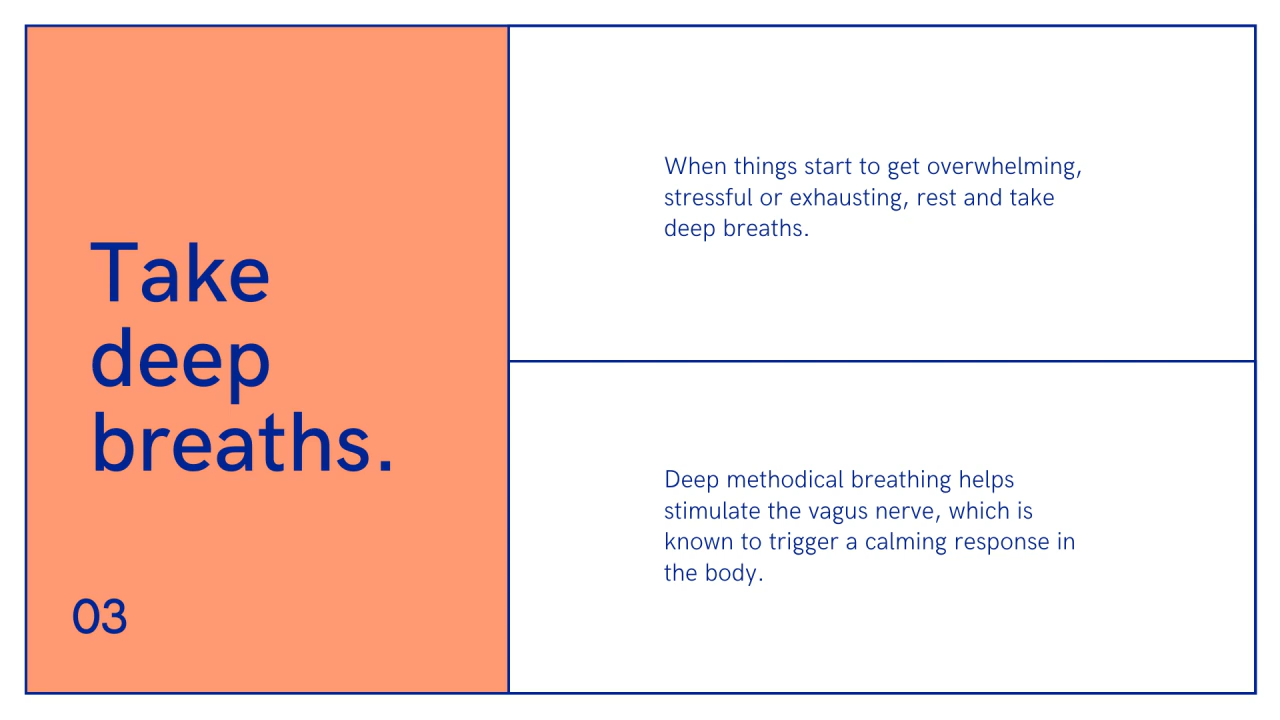 Take
deep
breaths.
03
When things start to get overwhelming,
stressful or exhausting, rest and take
deep breaths.
Deep methodical breathing helps
stimulate the vagus nerve, which is
known to trigger a calming response in
the body.